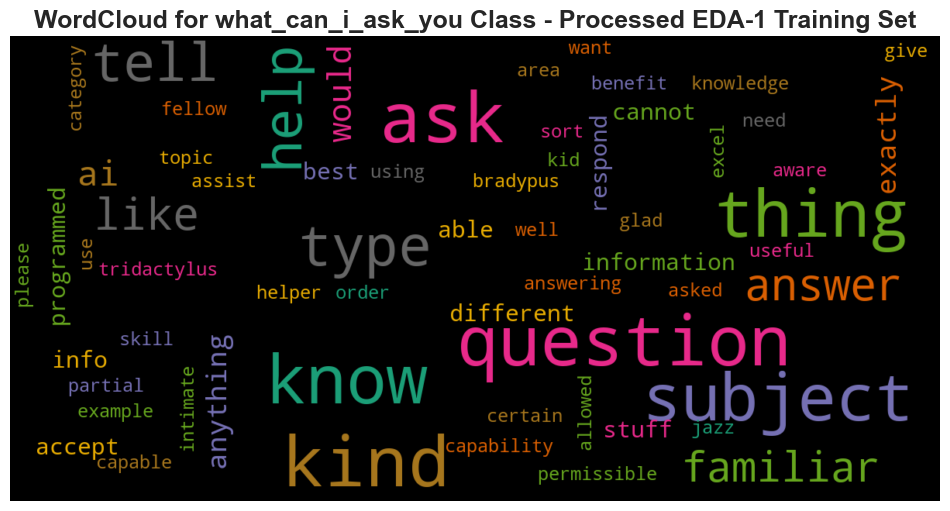 WordCloud for what_can_i_ask_you Class - Processed EDA-1 Training Set
category
tell
help
would
want
give
area
benefit
knowledge
fellow
ask
cannot
need
exactly
sort
respond
excel
topic
kid
ai
assist
best
using
bradypus
aware
programmed
like
type
able
well
glad
thing
please
use
tridactylus
information
useful
helper
order
answering
asked
answer
different
skill
question
info
anything
know
subject
partial
intimate
example
certain
allowed
stuff
jazz
accept
capable
kind
capability
permissible
familiar